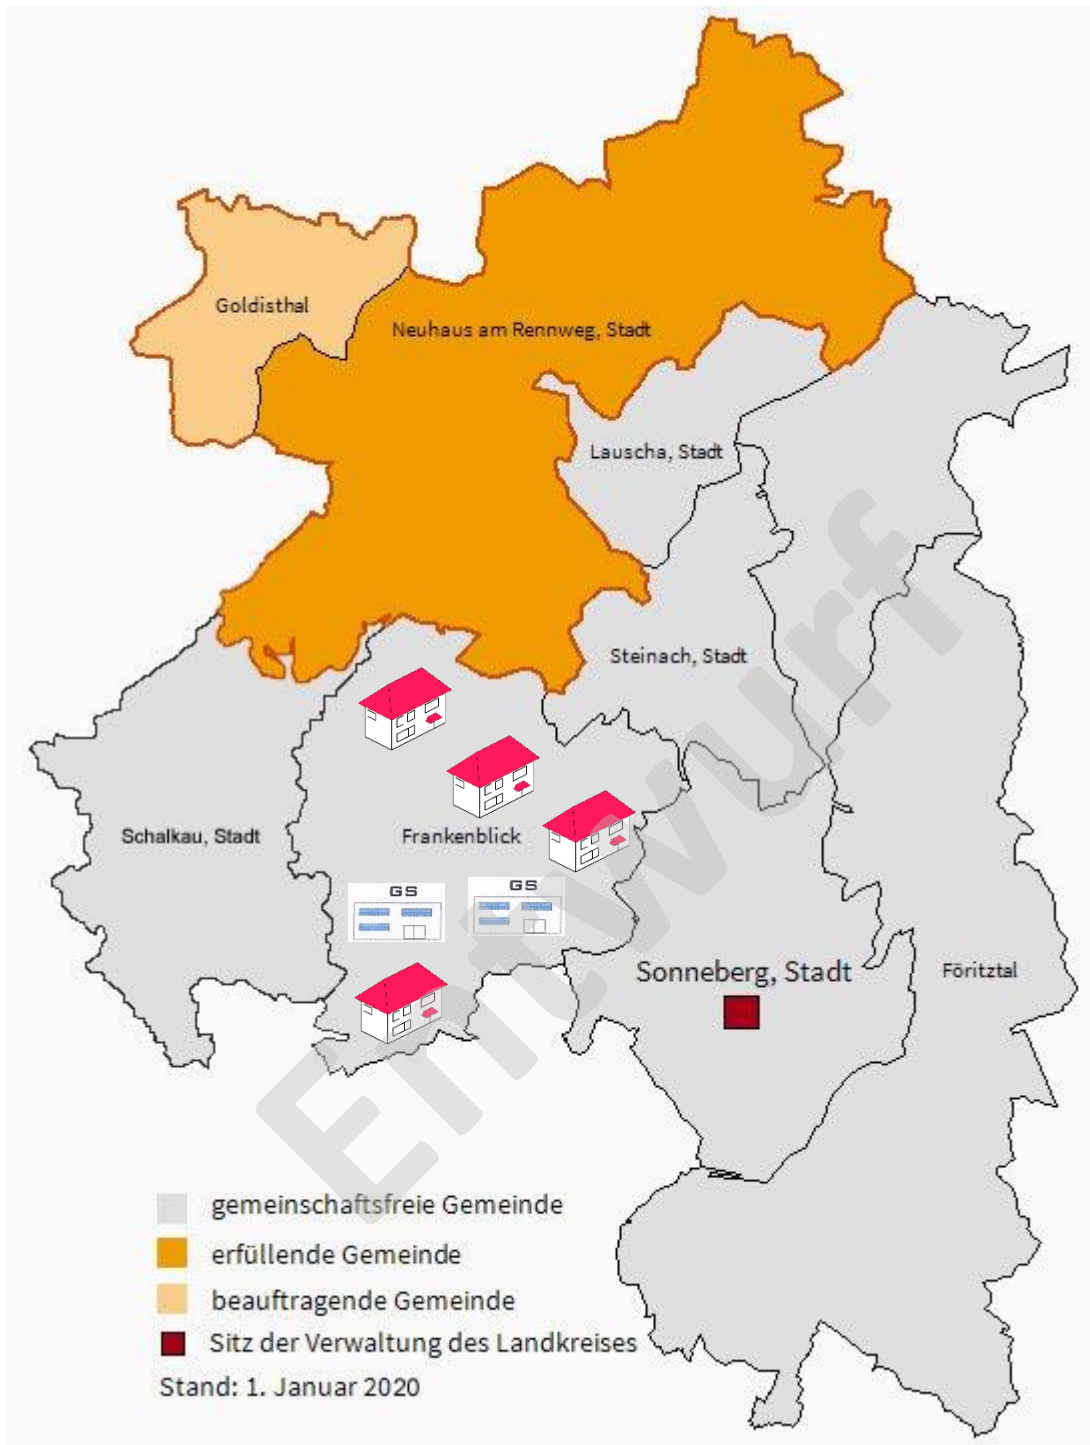 Goldisthal
Neuhaus am Rennweg, Stadt
Lauscha, Stadt
Steinach, Stadt
Schalkau, Stadt
Frankenblick
GS
GS
Sonneberg, Stadt
Föritztal
Entwurf
gemeinschaftsfreie Gemeinde
erfüllende Gemeinde
beauftragende Gemeinde
Sitz der Verwaltung des Landkreises
Stand: 1. Januar 2020